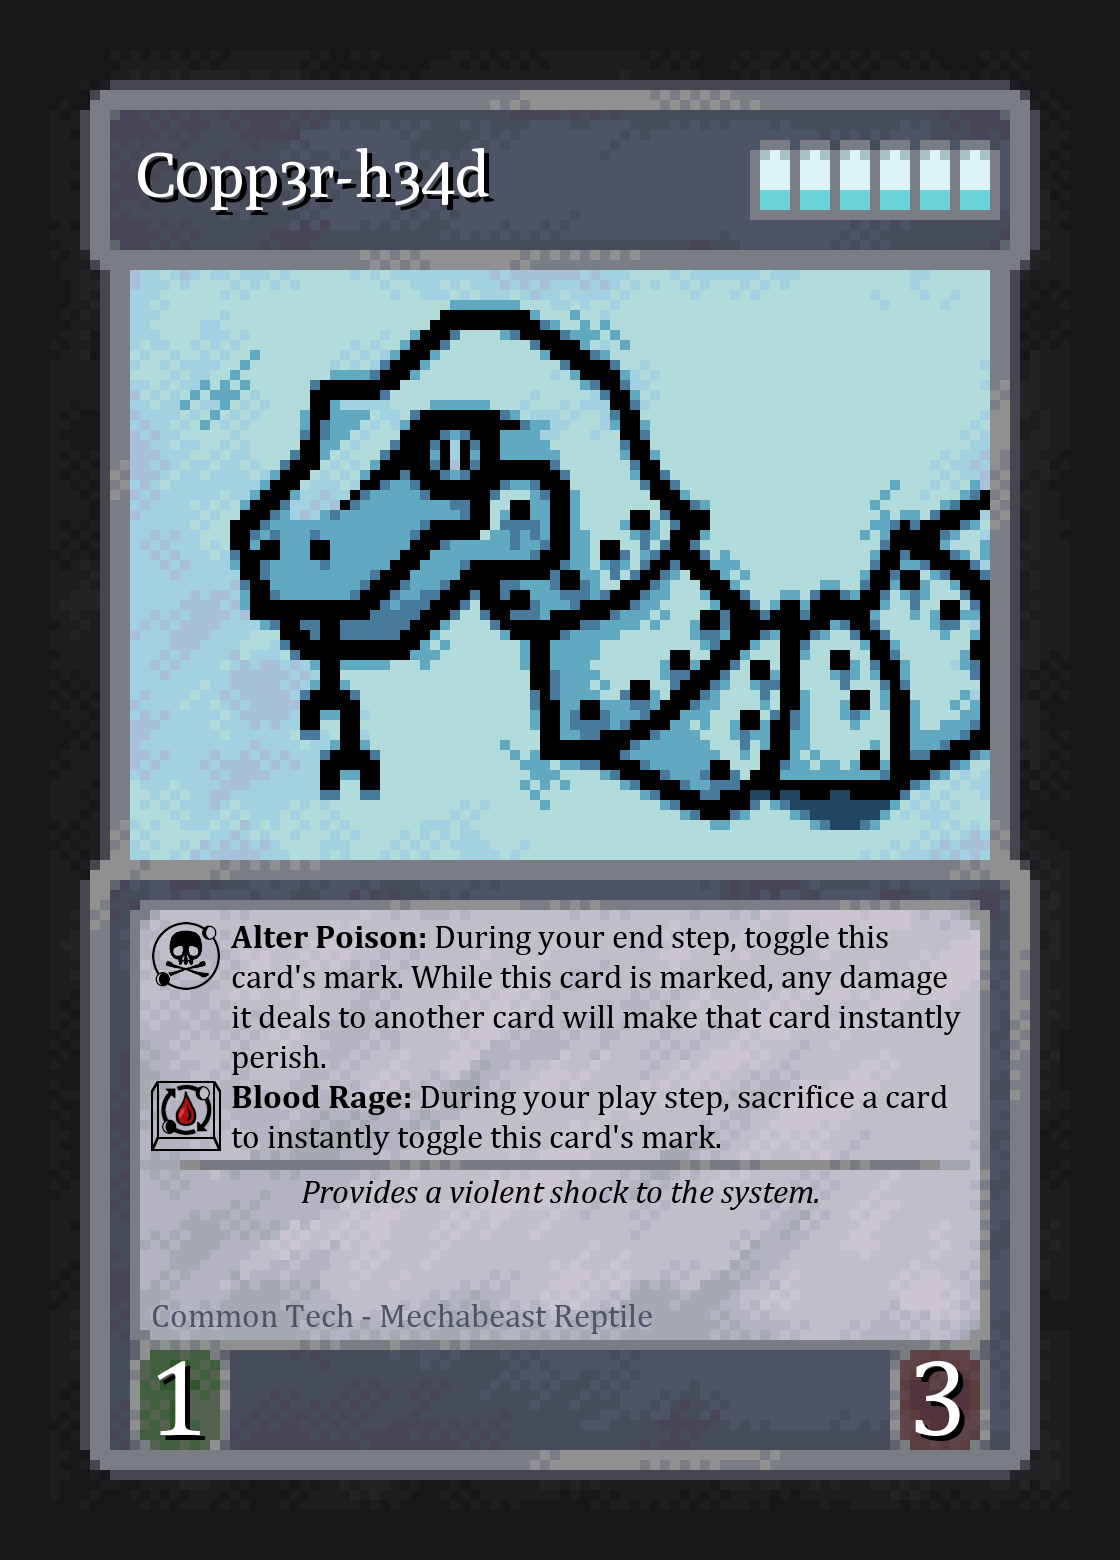 Copp3r-h34d
Alter Poison: During your end step, toggle this
card's mark. While this card is marked, any damage
it deals to another card will make that card instantly
perish.
Blood Rage: During your play step, sacrifice a card
to instantly toggle this card's mark.
Provides a violent shock to the system.
Common Tech - Mechabeast Reptile
1
3